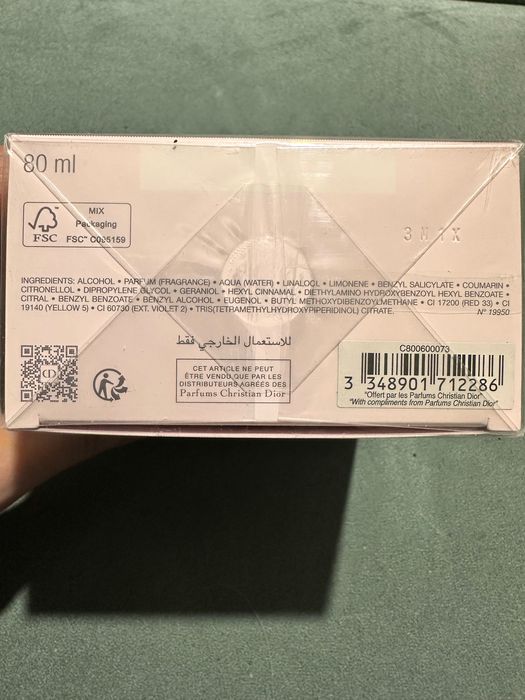 80 ml
MIX
Packaging
FSC™ C005159
FSC
3N1X
INGREDIENTS: ALCOHOL • PARFUM (FRAGRANCE) • AQUA (WATER) • LINALOOL • LIMONENE • BENZYL SALICYLATE • COUMARIN •
CITRONELLOL • DIPROPYLENE GLYCOL • GERANIOL • HEXYL CINNAMAL • DIETHYLAMINO HYDROXYBENZOYL HEXYL BENZOATE •
CITRAL • BENZYL BENZOATE • BENZYL ALCOHOL • EUGENOL • BUTYL METHOXYDIBENZOYLMETHANE • CI 17200 (RED 33) • CI
19140 (YELLOW 5) • CI 60730 (EXT. VIOLET 2) • TRIS(TETRAMETHYLHYDROXYPIPERIDINOL) CITRATE.
N° 19950
للاستعمال الخارجي فقط
CET ARTICLE NE PEUT
ÊTRE VENDU QUE PAR LES
DISTRIBUTEURS AGRÉÉS DES
Parfums Christian Dior
CD
C800600073
3 348901 712286
"Offert par les Parfums Christian Dior"
"With compliments from Parfums Christian Dior"